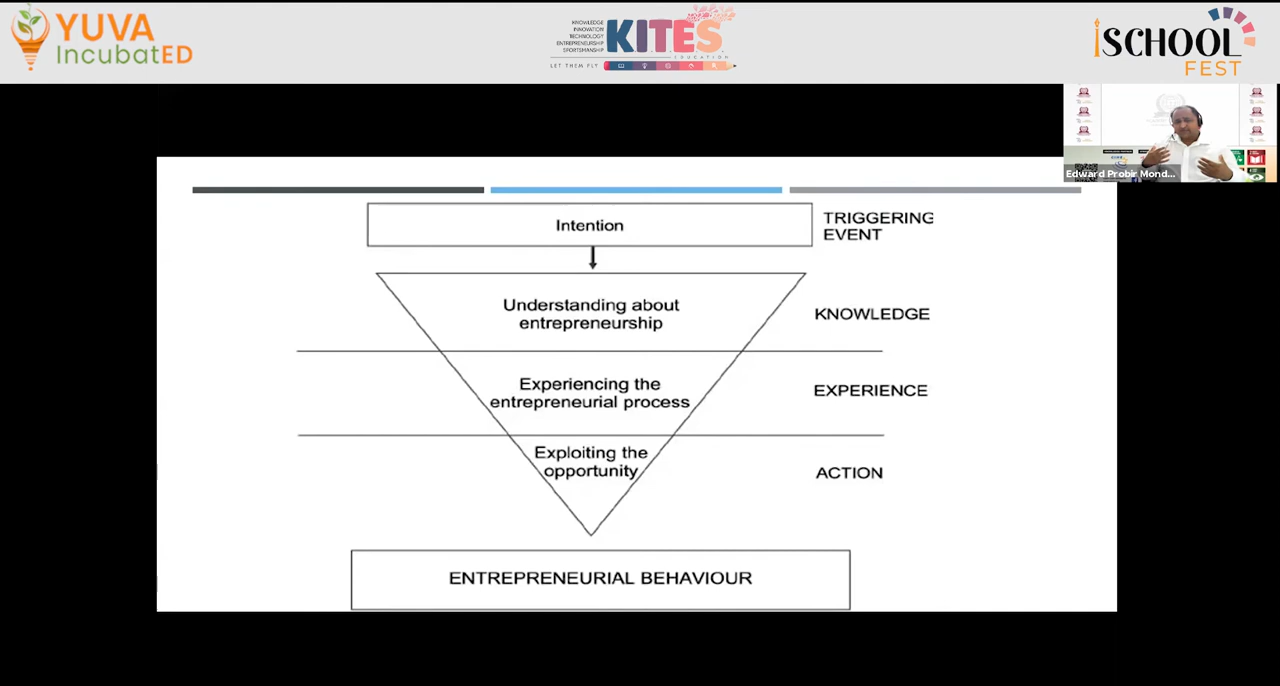 YUVA
IncubatED
KNOWLEDGE
INNOVATION
TECHNOLOGY
ENTREPRENEURSHIP
SPORTSMANSHIP
KITES
EDUCATION
LET THEM FLY
iSCHOOL
FEST
Edward Probir Mond...
Intention
TRIGGERING
EVENT
Understanding about
entrepreneurship
KNOWLEDGE
Experiencing the
entrepreneurial process
EXPERIENCE
Exploiting the
opportunity
ACTION
ENTREPRENEURIAL BEHAVIOUR